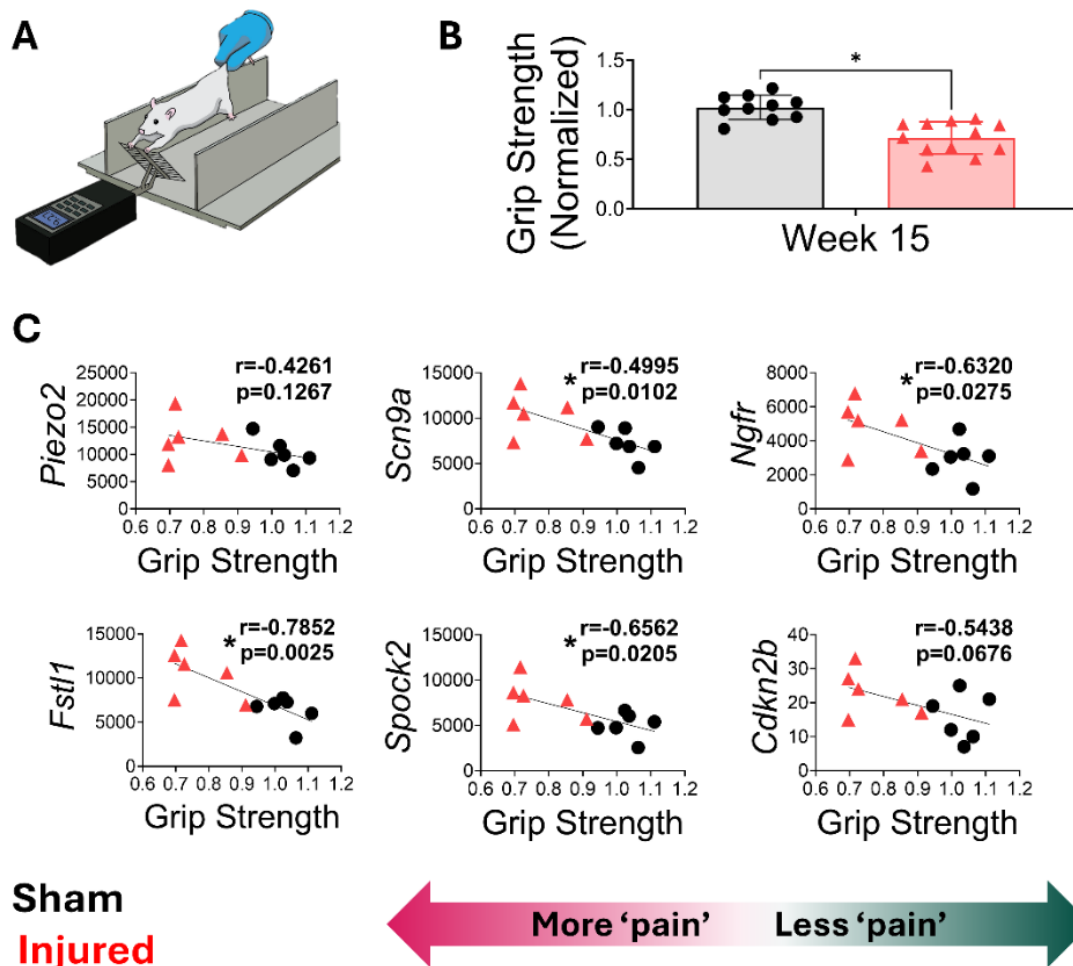 A
B
Grip Strength
(Normalized)
1.5
1.0
0.5
0.0
*
Week 15
C
Piezo2
25000
20000
15000
10000
5000
0
r=-0.4261
p=0.1267
0.6 0.7 0.8 0.9 1.0 1.1 1.2
Grip Strength
Scn9a
15000
10000
5000
0
* r=-0.4995
p=0.0102
0.6 0.7 0.8 0.9 1.0 1.1 1.2
Grip Strength
Ngfr
8000
6000
4000
2000
0
* r=-0.6320
p=0.0275
0.6 0.7 0.8 0.9 1.0 1.1 1.2
Grip Strength
Fstl1
15000
10000
5000
0
* r=-0.7852
p=0.0025
0.6 0.7 0.8 0.9 1.0 1.1 1.2
Grip Strength
Spock2
15000
10000
5000
0
* r=-0.6562
p=0.0205
0.6 0.7 0.8 0.9 1.0 1.1 1.2
Grip Strength
Cdkn2b
40
30
20
10
0
r=-0.5438
p=0.0676
0.6 0.7 0.8 0.9 1.0 1.1 1.2
Grip Strength
Sham
Injured
More ‘pain’ Less ‘pain’